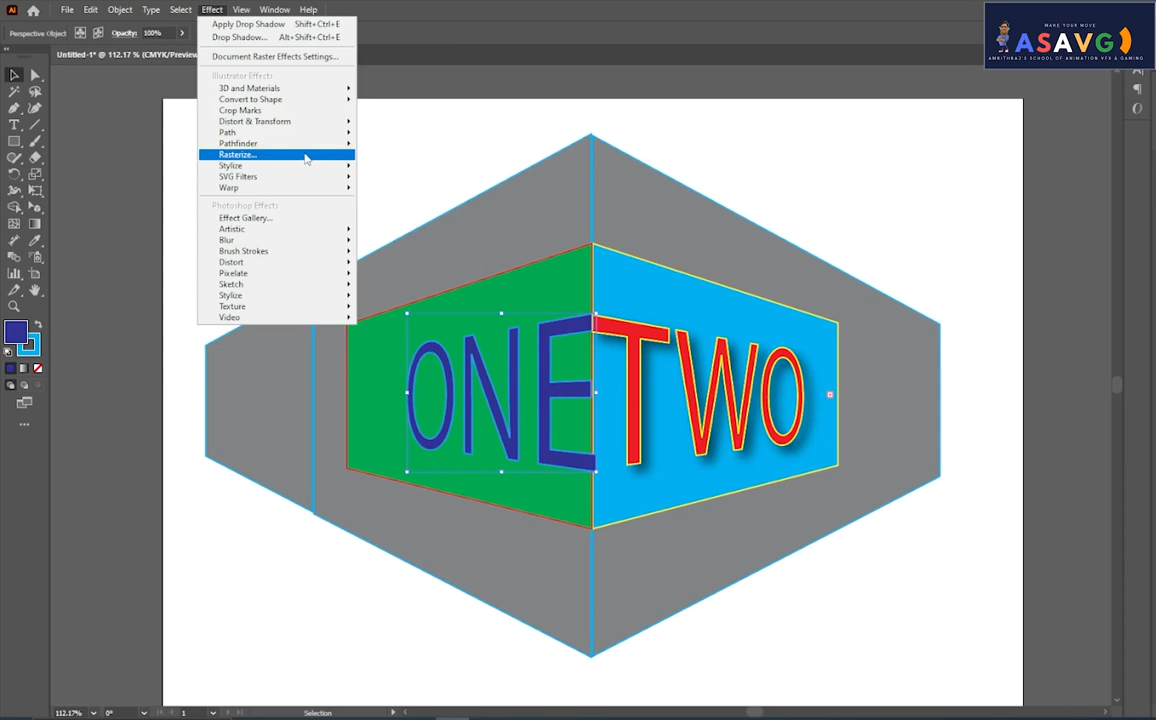 File Edit Object Type Select Effect View Window Help
Perspective Object Opacity: 100%
Untitled-1* @ 112.17 % (CMYK/Preview
Apply Drop Shadow Shift+Ctrl+E
Drop Shadow... Alt+Shift+Ctrl+E
Document Raster Effects Settings...
Illustrator Effects
3D and Materials
Convert to Shape
Crop Marks
Distort & Transform
Path
Pathfinder
Rasterize...
Stylize
SVG Filters
Warp
Photoshop Effects
Effect Gallery...
Artistic
Blur
Brush Strokes
Distort
Pixelate
Sketch
Stylize
Texture
Video
MAKE YOUR MOVE
ASAVG
AMRITHRAJ'S SCHOOL OF ANIMATION VFX & GAMING
ONE TWO
112.17% 0° 1 Selection